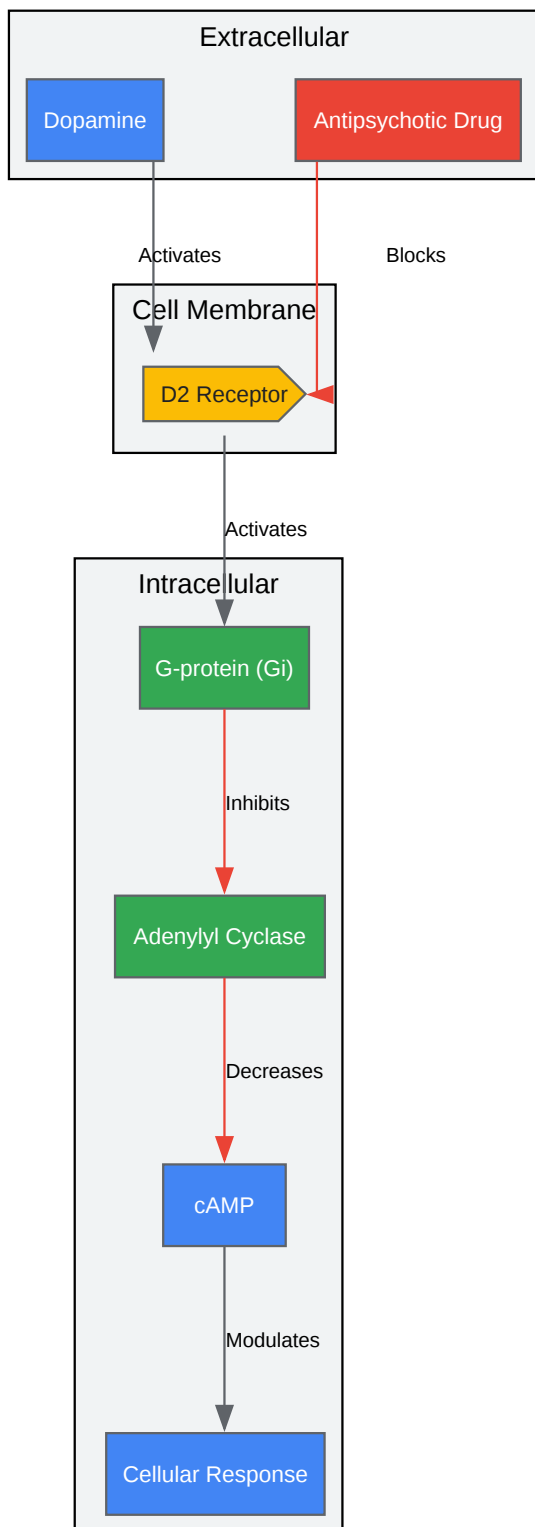 Extracellular
Dopamine
Antipsychotic Drug
Activates
Blocks
Cell Membrane
D2 Receptor
Activates
Intracellular
G-protein (Gi)
Inhibits
Adenylyl Cyclase
Decreases
cAMP
Modulates
Cellular Response